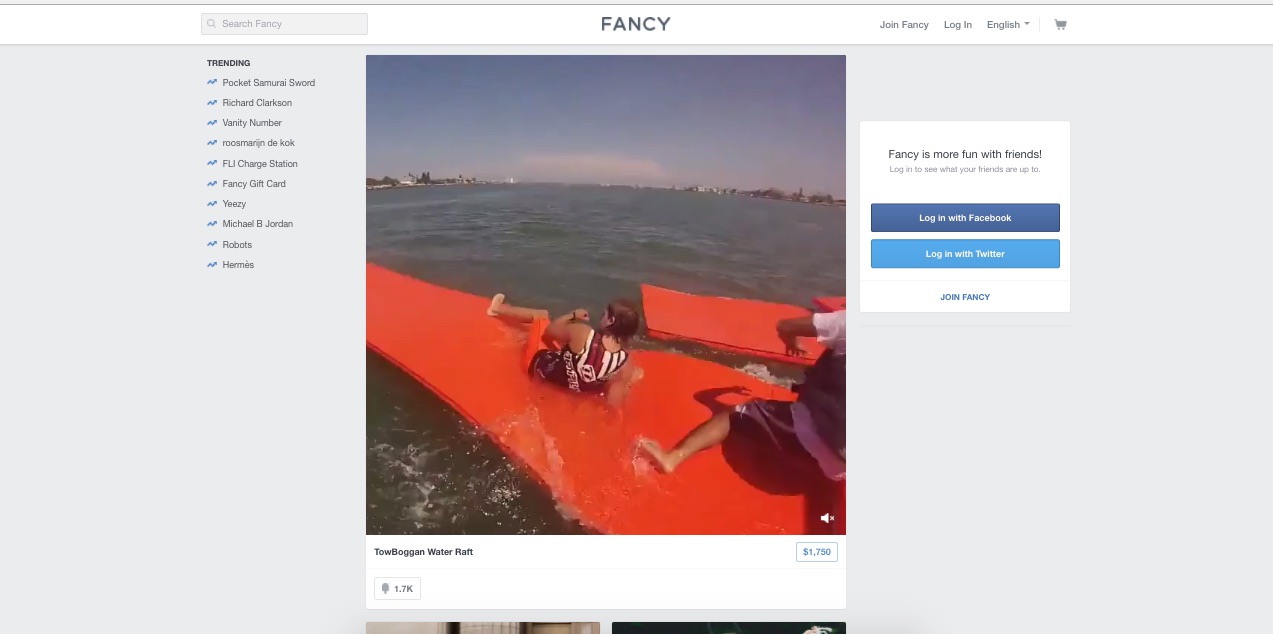 Search Fancy
FANCY
Join Fancy
Log In
English
TRENDING
Pocket Samurai Sword
Richard Clarkson
Vanity Number
roosmarijn de kok
FLI Charge Station
Fancy Gift Card
Yeezy
Michael B Jordan
Robots
Hermès
Fancy is more fun with friends!
Log in to see what your friends are up to.
Log in with Facebook
Log in with Twitter
JOIN FANCY
TowBoggan Water Raft
$1,750
1.7K